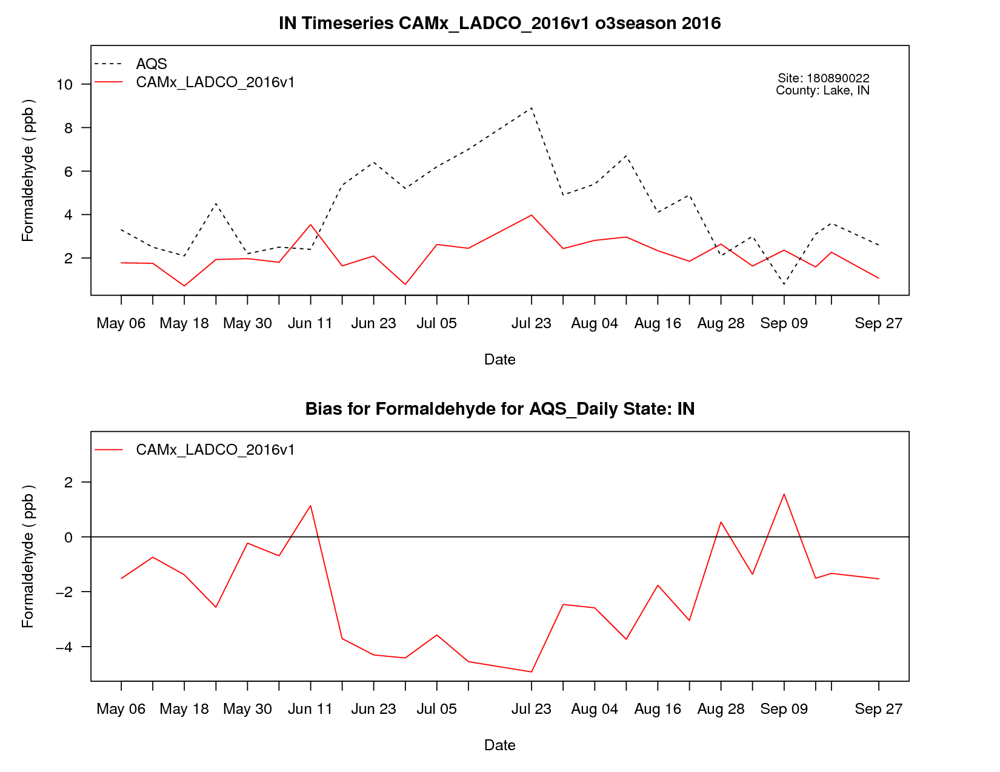 IN Timeseries CAMx_LADCO_2016v1 o3season 2016
AQS
CAMx_LADCO_2016v1
Site: 180890022
County: Lake, IN
Formaldehyde ( ppb )
10
8
6
4
2
May 06 May 18 May 30 Jun 11 Jun 23 Jul 05 Jul 23 Aug 04 Aug 16 Aug 28 Sep 09 Sep 27
Date
Bias for Formaldehyde for AQS_Daily State: IN
CAMx_LADCO_2016v1
Formaldehyde ( ppb )
2
0
−2
−4
May 06 May 18 May 30 Jun 11 Jun 23 Jul 05 Jul 23 Aug 04 Aug 16 Aug 28 Sep 09 Sep 27
Date